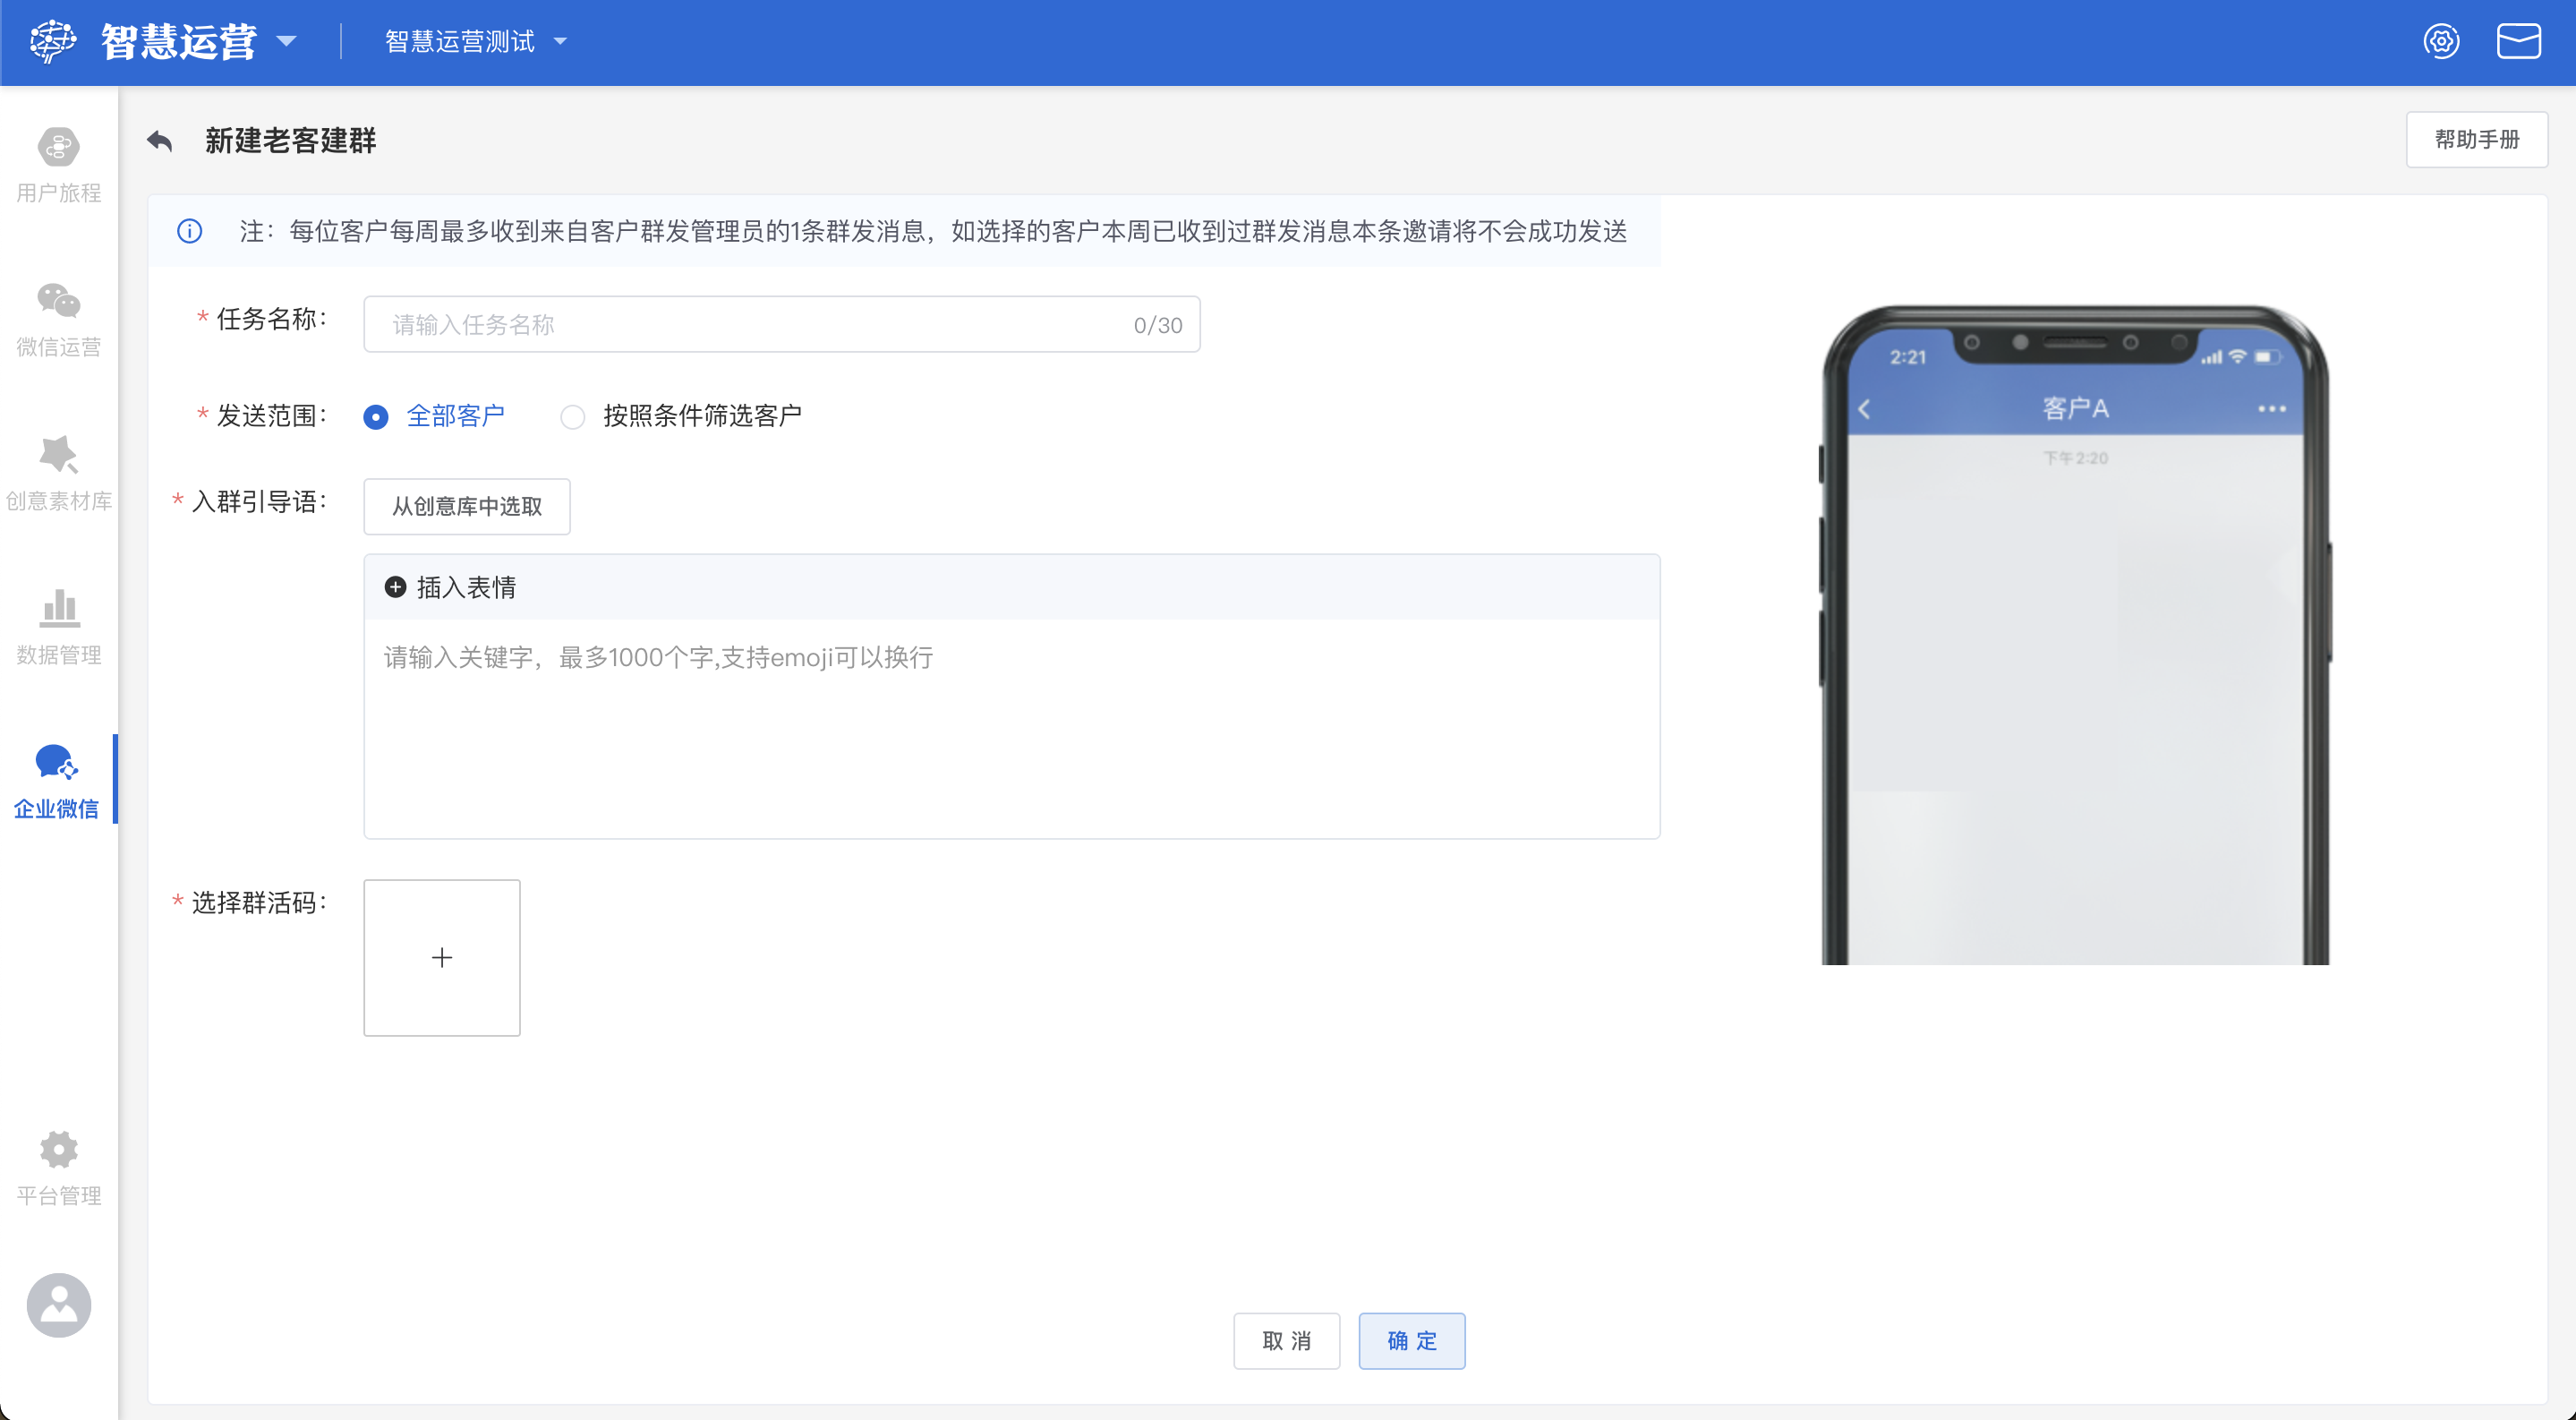 智慧运营
智慧运营测试
用户旅程
微信运营
创意素材库
数据管理
企业微信
平台管理
新建老客建群
帮助手册
注：每位客户每周最多收到来自客户群发管理员的1条群发消息，如选择的客户本周已收到过群发消息本条邀请将不会成功发送
* 任务名称：
请输入任务名称 0/30
* 发送范围：
全部客户 按照条件筛选客户
* 入群引导语：
从创意库中选取
插入表情
请输入关键字，最多1000个字,支持emoji可以换行
* 选择群活码：
2:21
客户A
下午2:20
取 消
确 定